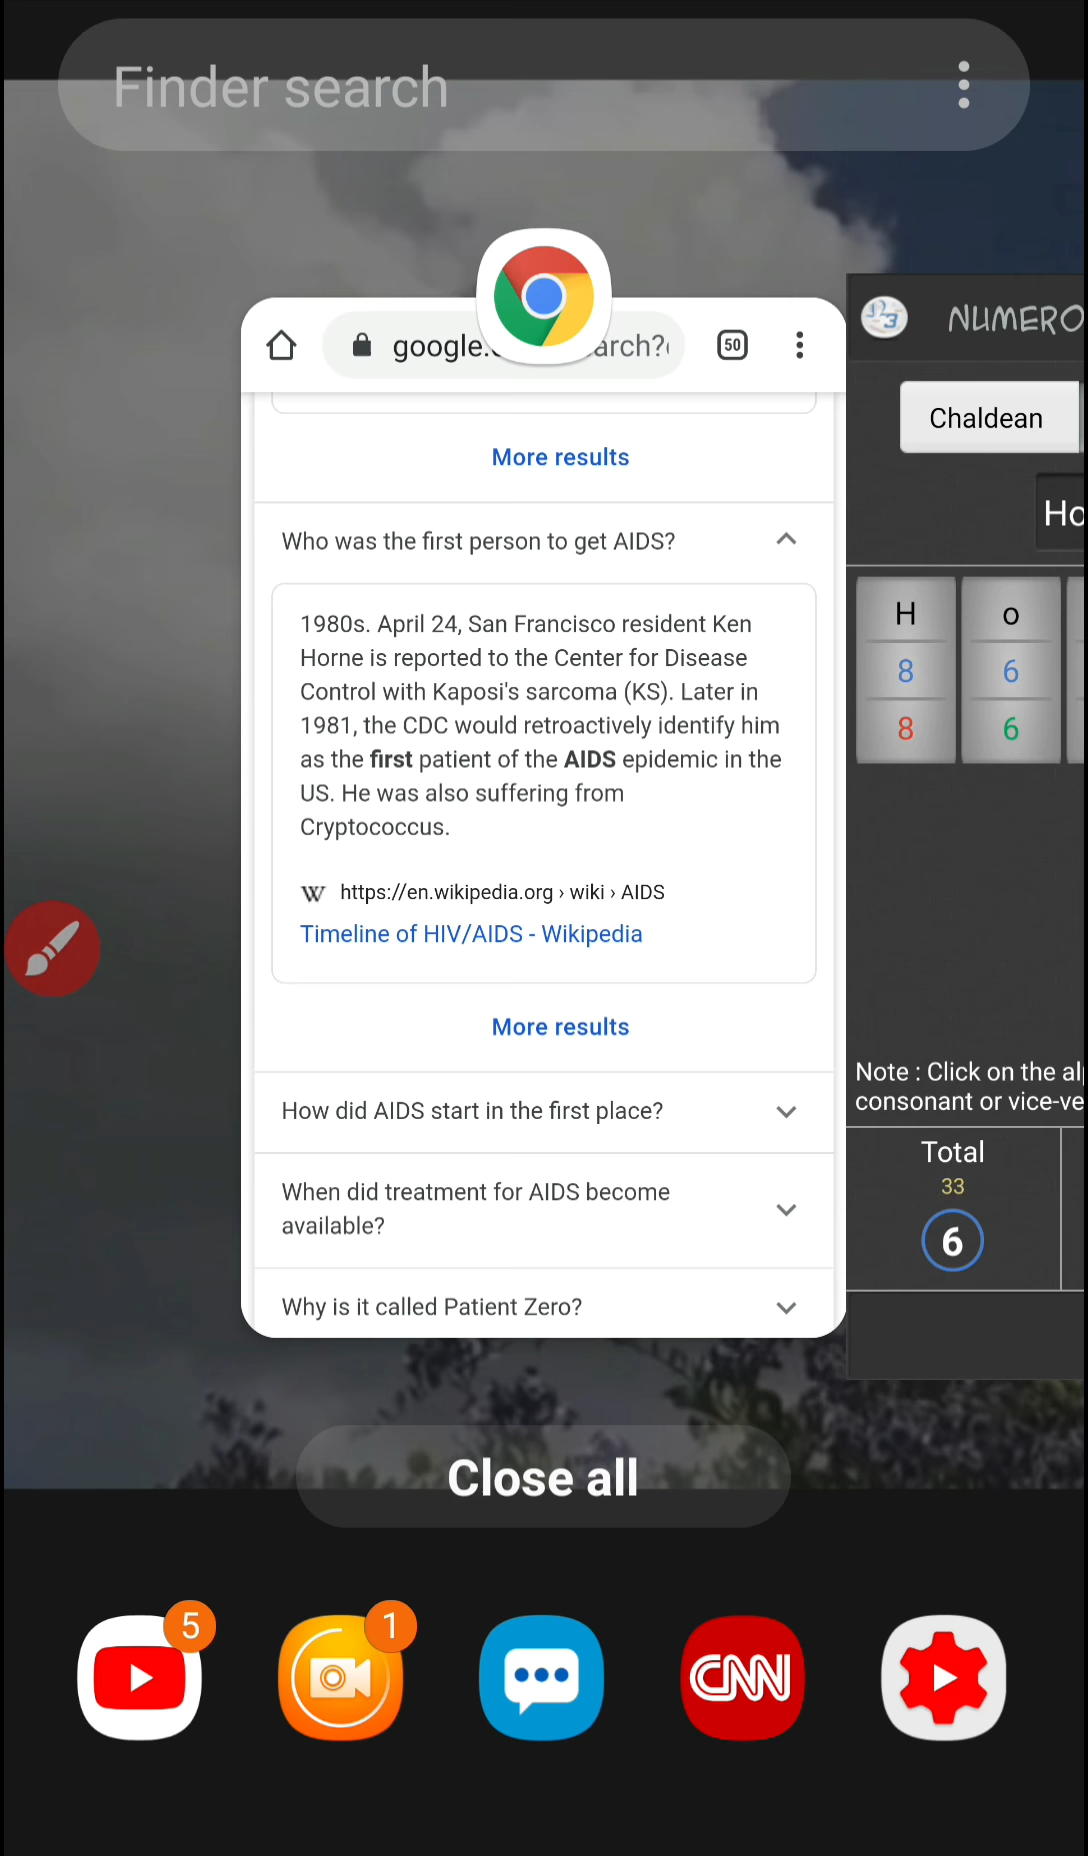 Finder search
google.
arch?
50
More results
Who was the first person to get AIDS?
1980s. April 24, San Francisco resident Ken
Horne is reported to the Center for Disease
Control with Kaposi's sarcoma (KS). Later in
1981, the CDC would retroactively identify him
as the first patient of the AIDS epidemic in the
US. He was also suffering from
Cryptococcus.
W https://en.wikipedia.org › wiki › AIDS
Timeline of HIV/AIDS - Wikipedia
More results
How did AIDS start in the first place?
When did treatment for AIDS become
available?
Why is it called Patient Zero?
NUMERO
Chaldean
Ho
H o
8 6
8 6
Note : Click on the al
consonant or vice-ve
Total
33
6
Close all
5
1
CNN